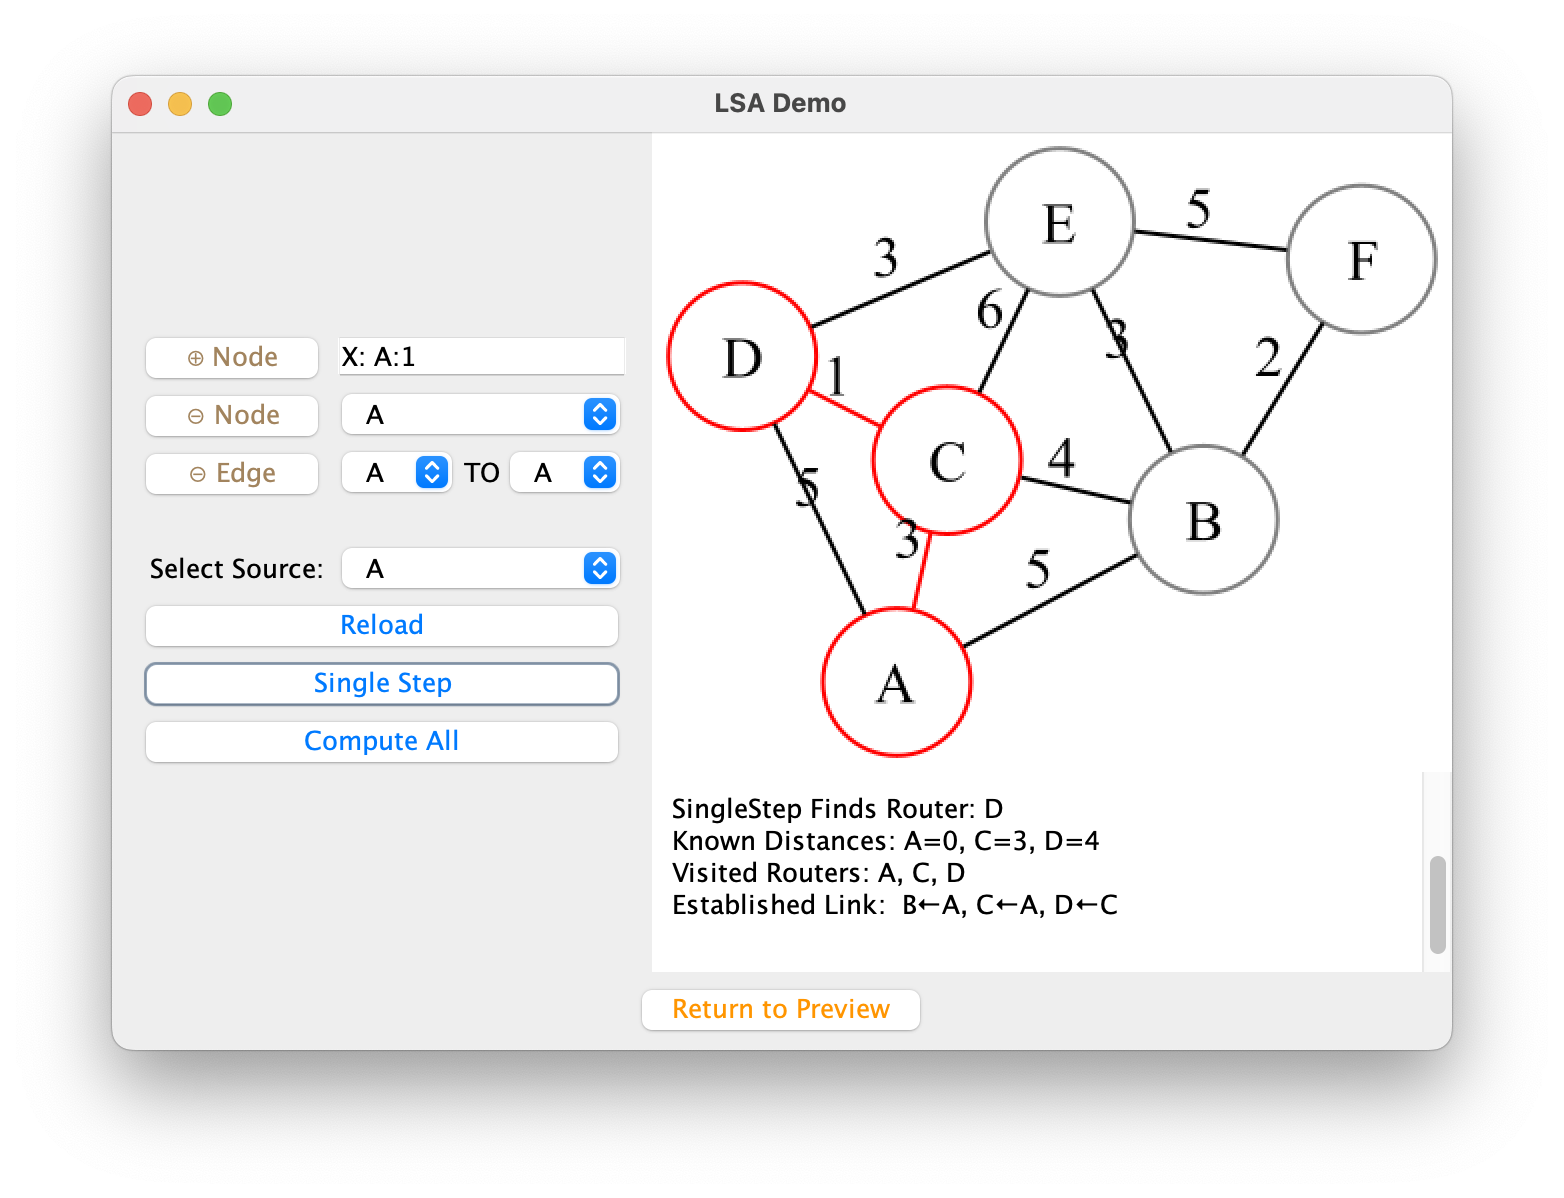 LSA Demo
⊕ Node
X: A:1
⊖ Node
A
⊖ Edge
A
TO
A
Select Source:
A
Reload
Single Step
Compute All
E
5
F
3
6
3
D
1
2
C
4
5
B
3
5
A
SingleStep Finds Router: D
Known Distances: A=0, C=3, D=4
Visited Routers: A, C, D
Established Link:  B←A, C←A, D←C
Return to Preview